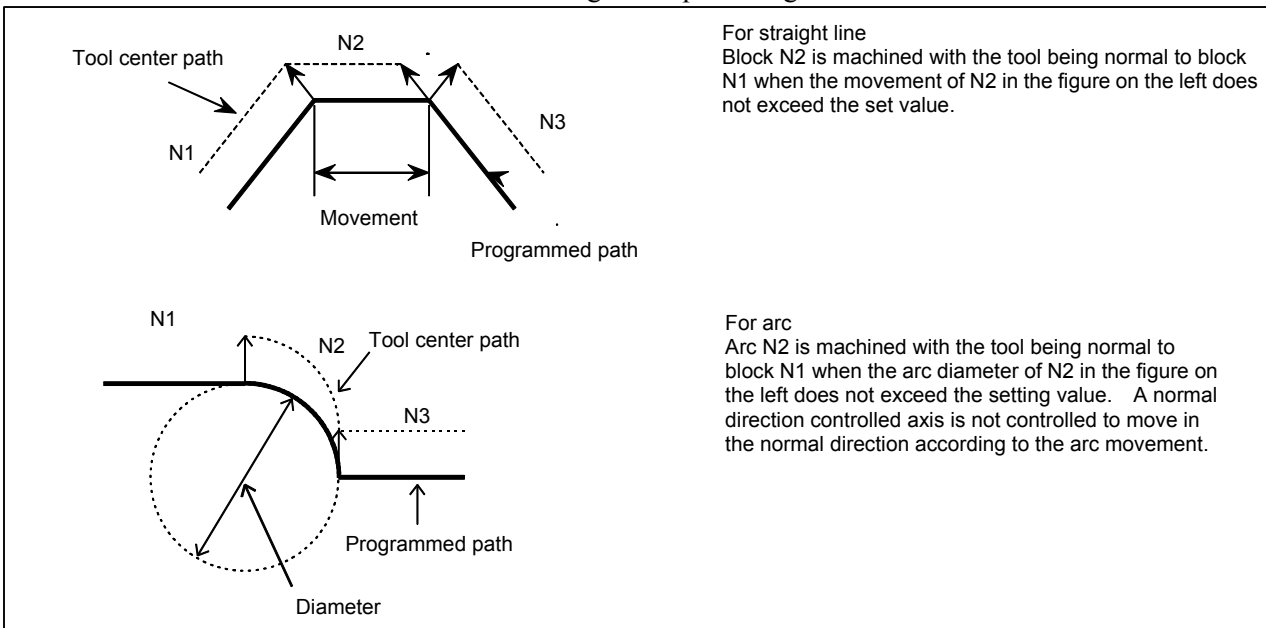 Tool center path
N2
N1
N3
Movement
Programmed path
For straight line
Block N2 is machined with the tool being normal to block
N1 when the movement of N2 in the figure on the left does
not exceed the set value.
N1
N2
Tool center path
N3
Programmed path
Diameter
For arc
Arc N2 is machined with the tool being normal to
block N1 when the arc diameter of N2 in the figure on
the left does not exceed the setting value. A normal
direction controlled axis is not controlled to move in
the normal direction according to the arc movement.